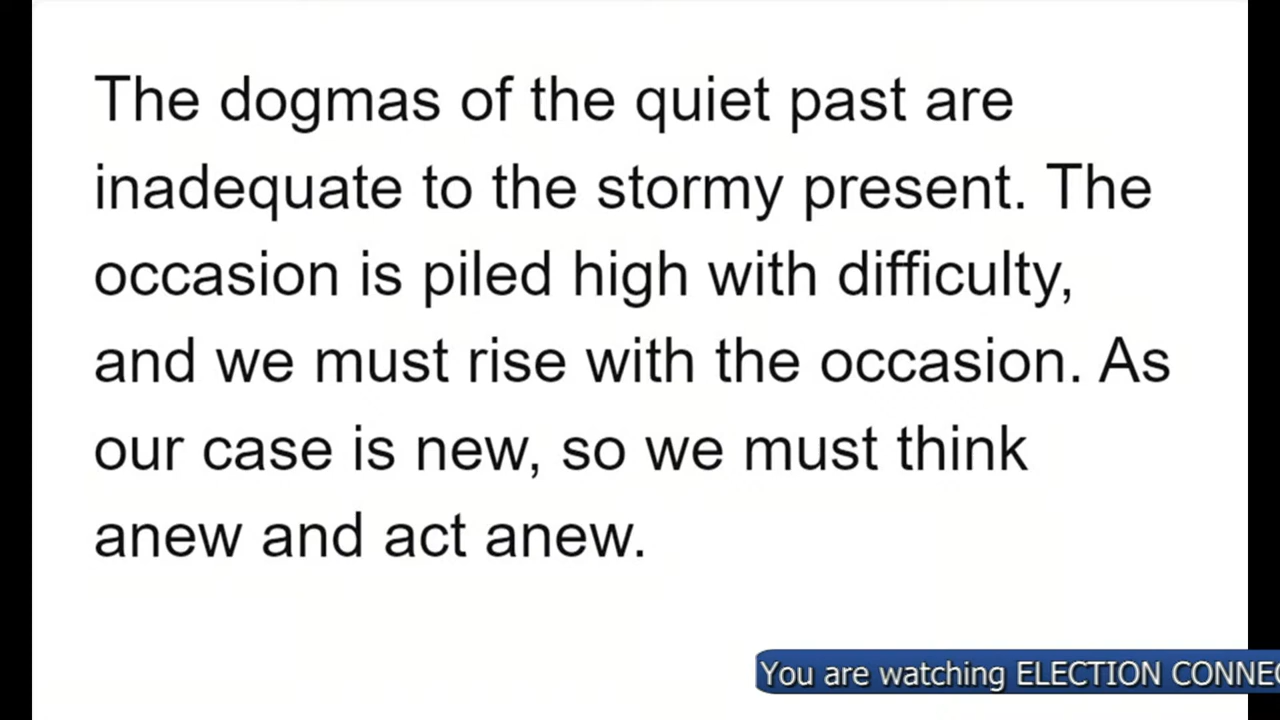 The dogmas of the quiet past are
inadequate to the stormy present. The
occasion is piled high with difficulty,
and we must rise with the occasion. As
our case is new, so we must think
anew and act anew.
You are watching ELECTION CONNEC